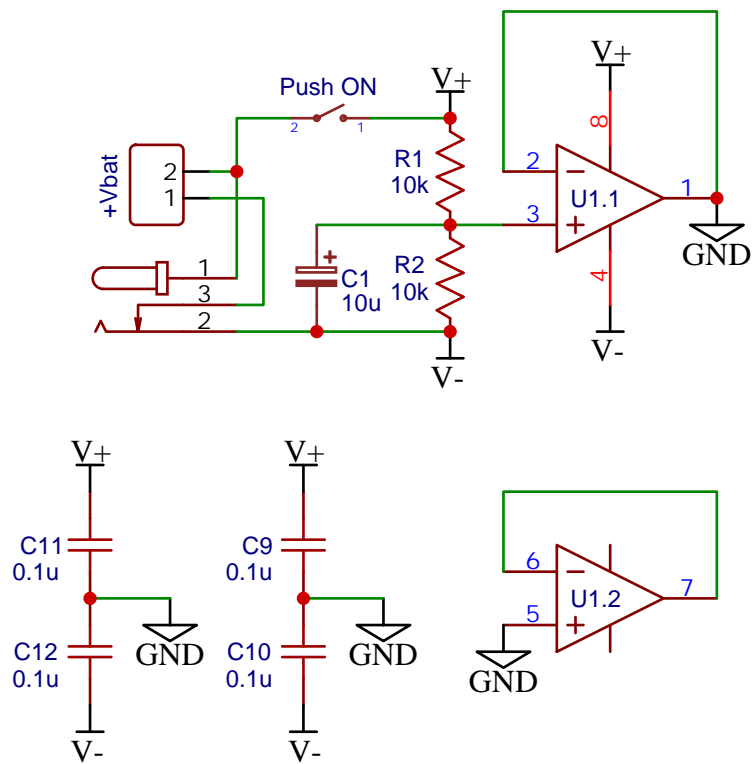 Push ON
2
1
V+
+Vbat
2
1
1
3
2
R1
10k
R2
10k
+
C1
10u
V-
V+
8
2
3
U1.1
1
4
GND
V-
V+
C11
0.1u
C12
0.1u
GND
V-
V+
C9
0.1u
C10
0.1u
GND
V-
6
5
U1.2
7
GND